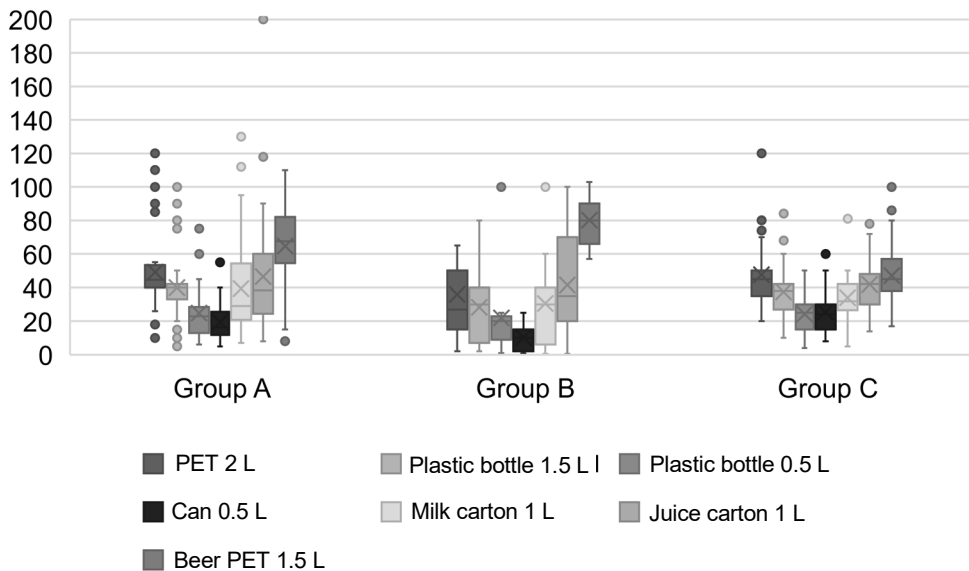 200
180
160
140
120
100
80
60
40
20
0
Group A Group B Group C
PET 2 L Plastic bottle 1.5 L l Plastic bottle 0.5 L
Can 0.5 L Milk carton 1 L Juice carton 1 L
Beer PET 1.5 L